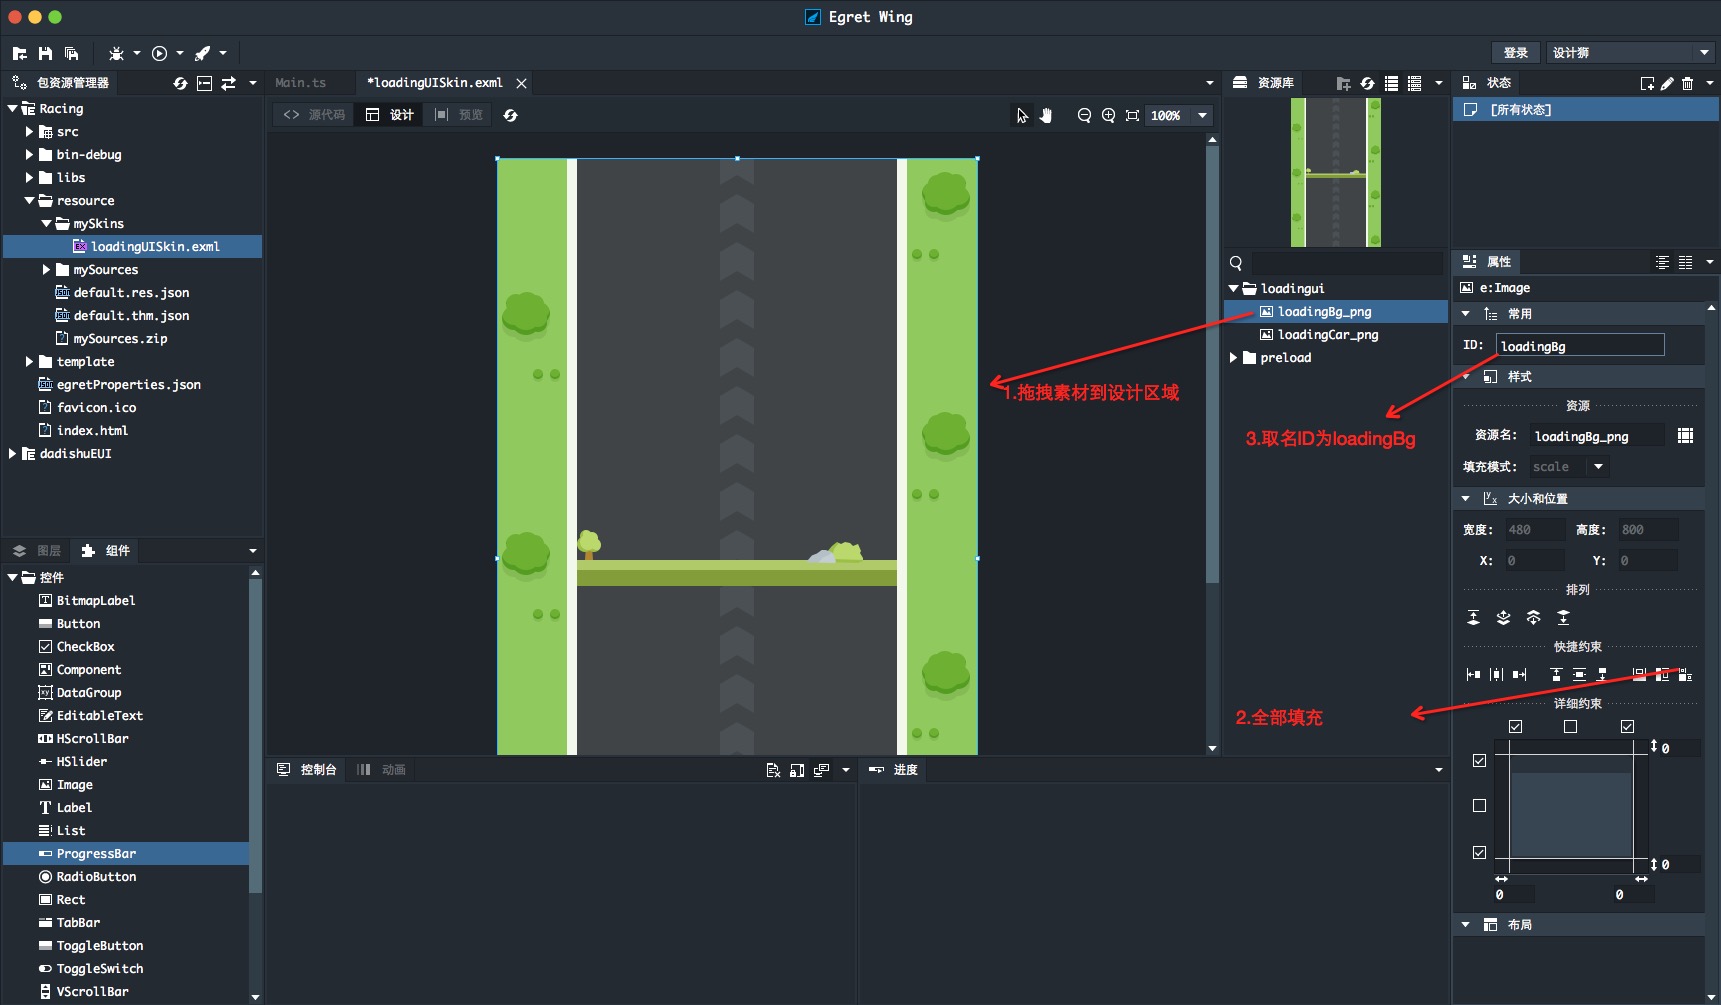 Egret Wing
登录
设计狮
包资源管理器
Racing
src
bin-debug
libs
resource
mySkins
loadingUISkin.exml
mySources
default.res.json
default.thm.json
mySources.zip
template
egretProperties.json
favicon.ico
index.html
dadishuEUI
图层
组件
控件
BitmapLabel
Button
CheckBox
Component
DataGroup
EditableText
HScrollBar
HSlider
Image
Label
List
ProgressBar
RadioButton
Rect
TabBar
ToggleButton
ToggleSwitch
VScrollBar
Main.ts
*loadingUISkin.exml
源代码
设计
预览
100%
1.拖拽素材到设计区域
控制台
动画
进度
资源库
loadingui
loadingBg_png
loadingCar_png
preload
3.取名ID为loadingBg
2.全部填充
状态
[所有状态]
属性
e:Image
常用
ID: loadingBg
样式
资源
资源名: loadingBg_png
填充模式: scale
大小和位置
宽度: 480 高度: 800
X: 0 Y: 0
排列
快捷约束
详细约束
0
0
0 0
布局